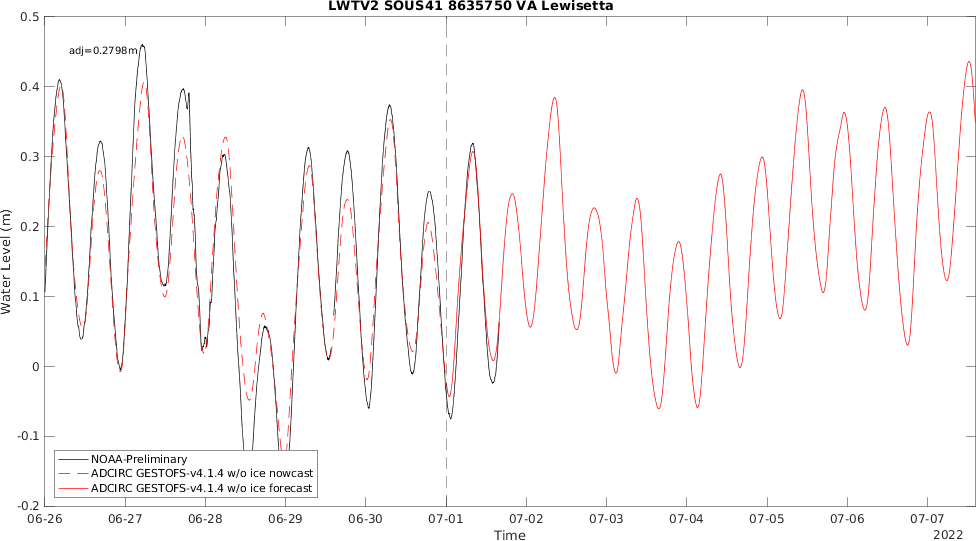 LWTV2 SOUS41 8635750 VA Lewisetta
adj=0.2798m
Water Level (m)
0.5
0.4
0.3
0.2
0.1
0
-0.1
-0.2
NOAA-Preliminary
ADCIRC GESTOFS-v4.1.4 w/o ice nowcast
ADCIRC GESTOFS-v4.1.4 w/o ice forecast
06-26 06-27 06-28 06-29 06-30 07-01 07-02 07-03 07-04 07-05 07-06 07-07
Time
2022